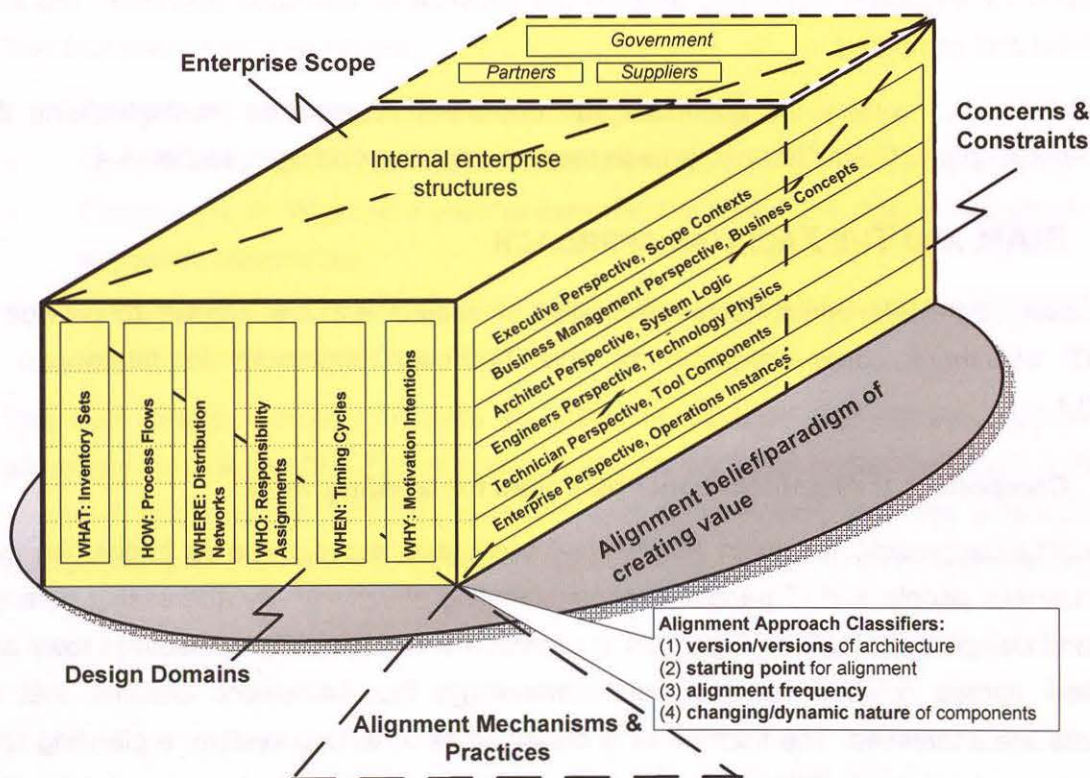 Government
Partners
Suppliers
Enterprise Scope
Concerns &
Constraints
Internal enterprise
structures
Executive Perspective, Scope Contexts
Business Management Perspective, Business Concepts
Architect Perspective, System Logic
Engineers Perspective, Technology Physics
Technician Perspective, Tool Components
Enterprise Perspective, Operations Instances
WHAT: Inventory Sets
HOW: Process Flows
WHERE: Distribution
Networks
WHO: Responsibility
Assignments
WHEN: Timing Cycles
WHY: Motivation Intentions
Alignment belief/paradigm of
creating value
Design Domains
Alignment Approach Classifiers:
(1) version/versions of architecture
(2) starting point for alignment
(3) alignment frequency
(4) changing/dynamic nature of components
Alignment Mechanisms &
Practices